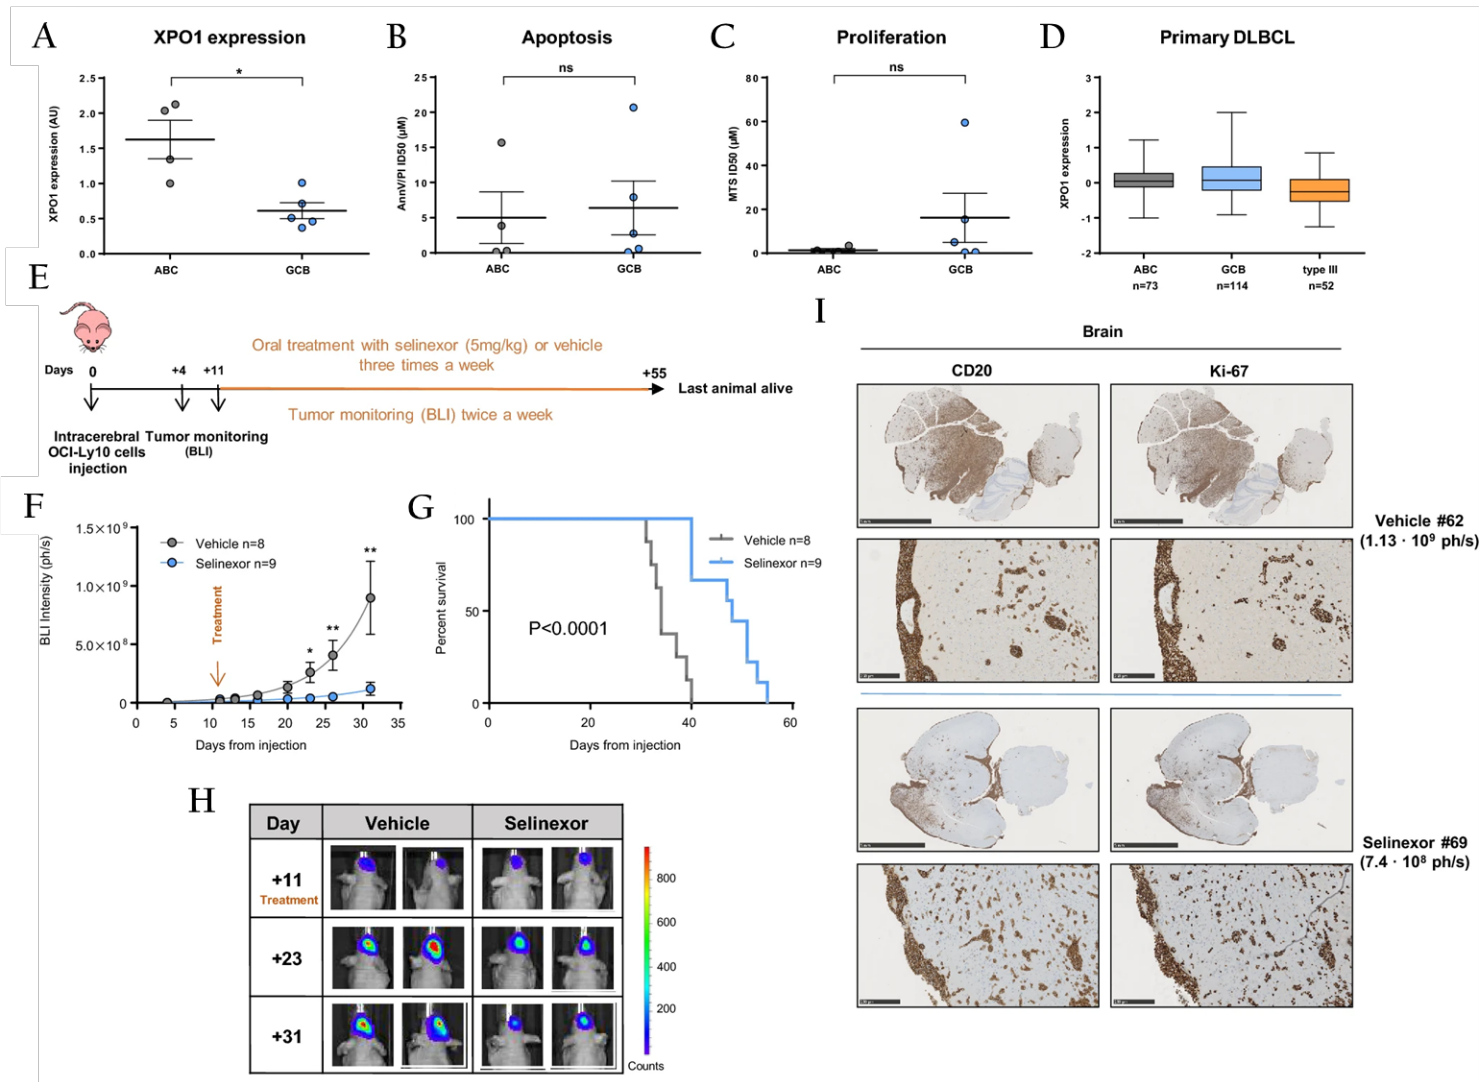 A
XPO1 expression
*
XPO1 expression (AU)
2.5
2.0
1.5
1.0
0.5
0.0
ABC
GCB
B
Apoptosis
ns
AnnV/PI ID50 (μM)
25
20
15
10
5
0
ABC
GCB
C
Proliferation
ns
MTS ID50 (μM)
80
60
40
20
0
ABC
GCB
D
Primary DLBCL
XPO1 expression
3
2
1
0
-1
-2
ABC
GCB
type III
n=73
n=114
n=52
E
Oral treatment with selinexor (5mg/kg) or vehicle
three times a week
Days
0
+4
+11
+55
Last animal alive
Tumor monitoring (BLI) twice a week
Intracerebral
OCI-Ly10 cells
injection
Tumor monitoring
(BLI)
F
BLI Intensity (ph/s)
1.5×10⁹
1.0×10⁹
5.0×10⁸
0
Vehicle n=8
Selinexor n=9
Treatment
*
**
**
0 5 10 15 20 25 30 35
Days from injection
G
Percent survival
100
50
0
Vehicle n=8
Selinexor n=9
P<0.0001
0 20 40 60
Days from injection
H
Day Vehicle Selinexor
+11
Treatment
+23
+31
800
600
400
200
Counts
I
Brain
CD20
Ki-67
Vehicle #62
(1.13 · 10⁹ ph/s)
Selinexor #69
(7.4 · 10⁸ ph/s)